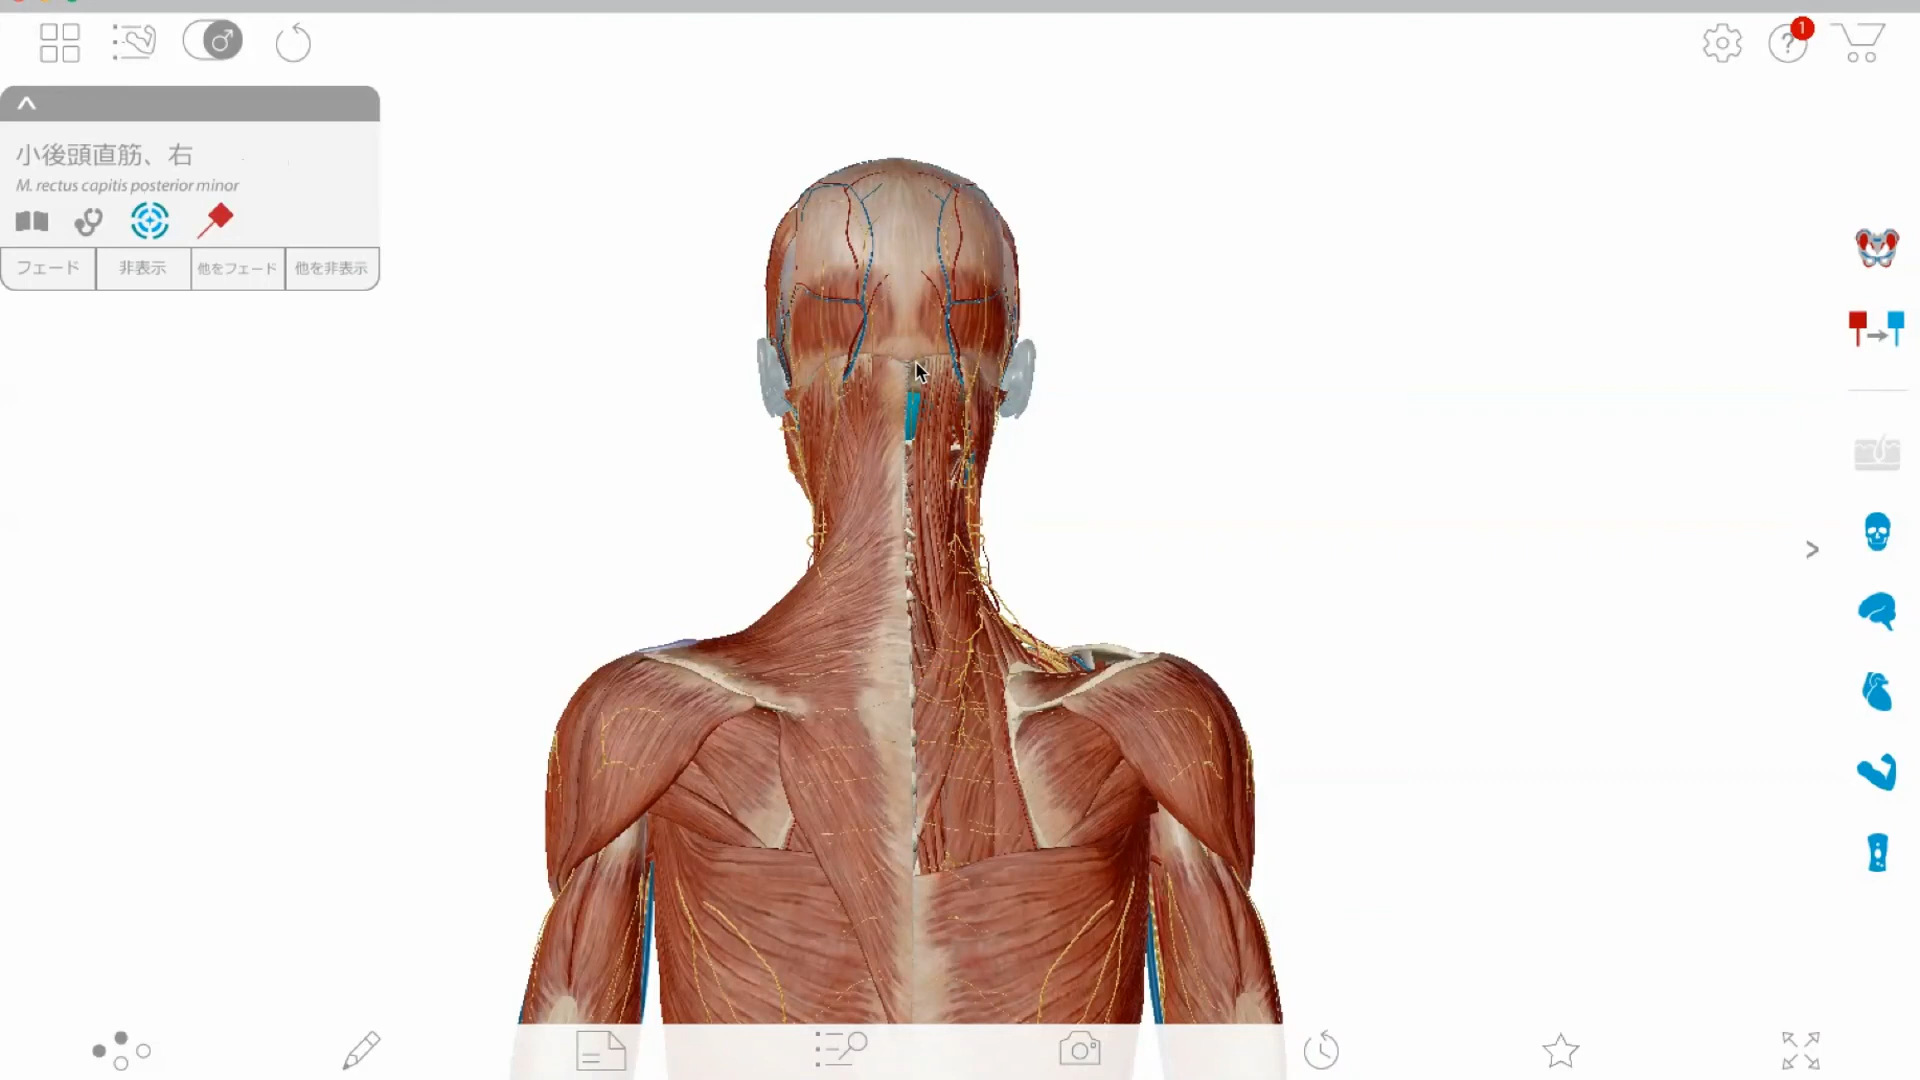 1
小後頭直筋、右
M. rectus capitis posterior minor
フェード
非表示
他をフェード
他を非表示